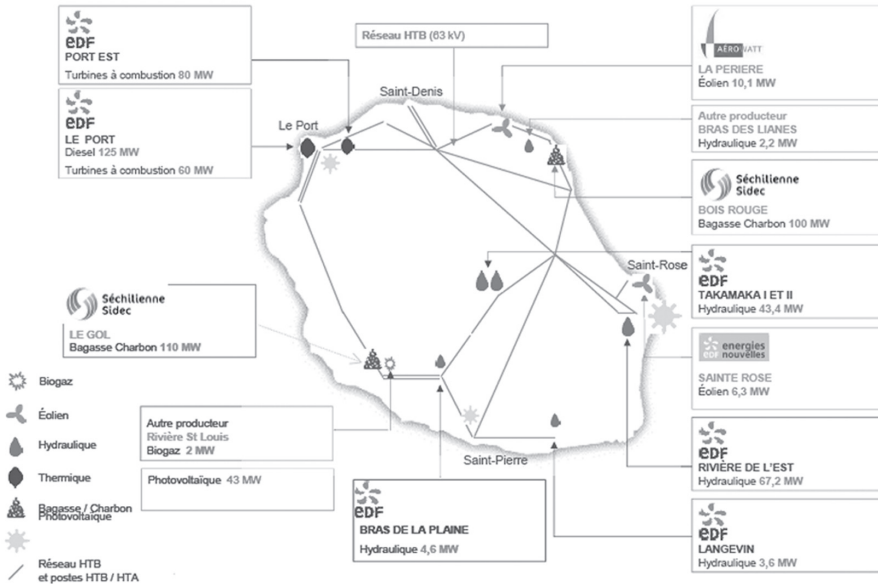 EDF
PORT EST
Turbines à combustion 80 MW
EDF
LE PORT
Diesel 125 MW
Turbines à combustion 60 MW
Réseau HTB (63 kV)
Saint-Denis
Le Port
AÉROWATT
LA PERIERE
Éolien 10,1 MW
Autre producteur
BRAS DES LIANES
Hydraulique 2,2 MW
Séchilienne
Sidec
BOIS ROUGE
Bagasse Charbon 100 MW
Saint-Rose
EDF
TAKAMAKA I ET II
Hydraulique 43,4 MW
EDF energies
nouvelles
SAINTE ROSE
Éolien 6,3 MW
EDF
RIVIÈRE DE L'EST
Hydraulique 67,2 MW
EDF
LANGEVIN
Hydraulique 3,6 MW
Séchilienne
Sidec
LE GOL
Bagasse Charbon 110 MW
Autre producteur
Rivière St Louis
Biogaz 2 MW
Photovoltaïque 43 MW
EDF
BRAS DE LA PLAINE
Hydraulique 4,6 MW
Saint-Pierre
Biogaz
Éolien
Hydraulique
Thermique
Bagasse / Charbon
Photovoltaïque
Réseau HTB
et postes HTB / HTA